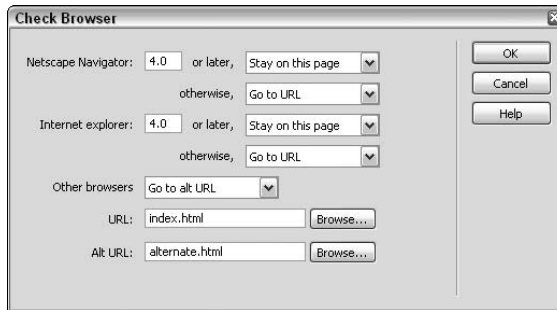 Check Browser
Netscape Navigator: 4.0 or later, Stay on this page
otherwise, Go to URL
Internet explorer: 4.0 or later, Stay on this page
otherwise, Go to URL
Other browsers Go to alt URL
URL: index.html Browse...
Alt URL: alternate.html Browse...
OK
Cancel
Help